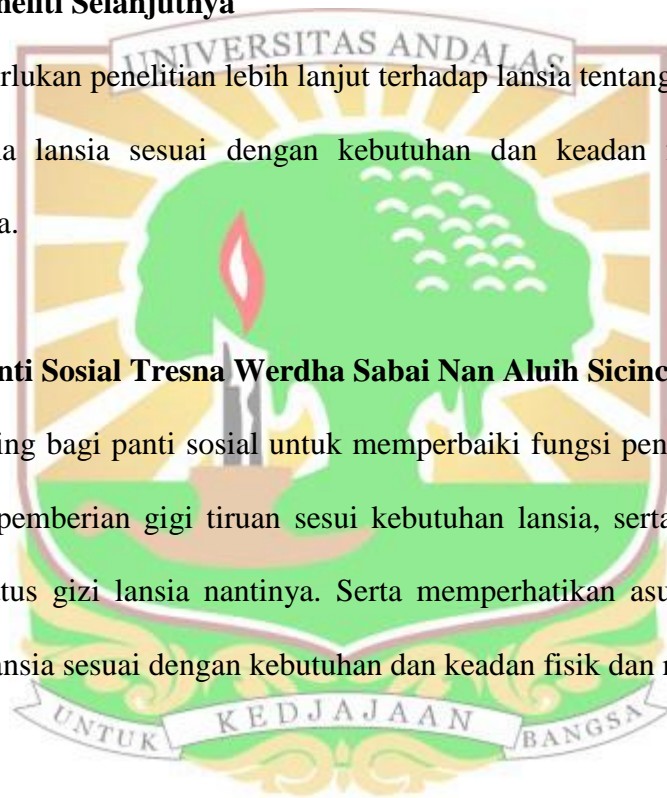 neliti Selanjutnya
UNIVERSITAS ANDALAS
rlukan penelitian lebih lanjut terhadap lansia tentang
a lansia sesuai dengan kebutuhan dan keadan
a.
nti Sosial Tresna Werdha Sabai Nan Aluih Sicinc
ing bagi panti sosial untuk memperbaiki fungsi pen
pemberian gigi tiruan sesui kebutuhan lansia, serta
tus gizi lansia nantinya. Serta memperhatikan asu
ansia sesuai dengan kebutuhan dan keadan fisik dan
UNTUK KEDJAJAAN BANGSA